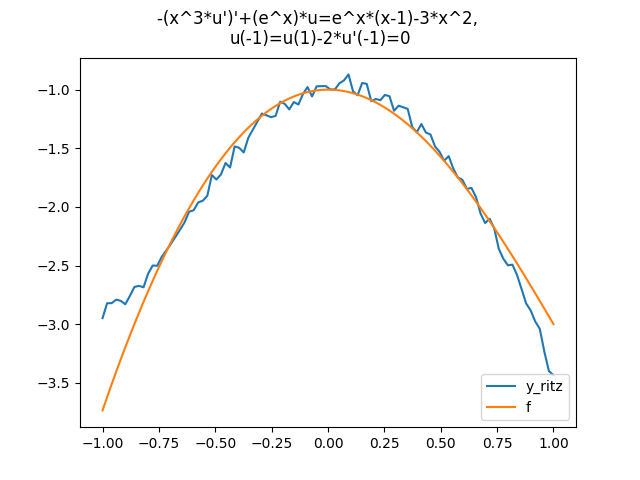 -(x^3*u')'+(e^x)*u=e^x*(x-1)-3*x^2,
u(-1)=u(1)-2*u'(-1)=0
−1.0
−1.5
−2.0
−2.5
−3.0
−3.5
y_ritz
f
−1.00 −0.75 −0.50 −0.25 0.00 0.25 0.50 0.75 1.00